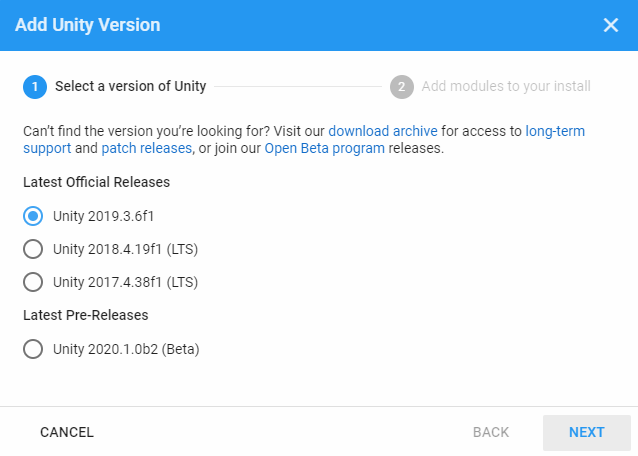 Add Unity Version
1 Select a version of Unity 2 Add modules to your install
Can't find the version you're looking for? Visit our download archive for access to long-term
support and patch releases, or join our Open Beta program releases.
Latest Official Releases
Unity 2019.3.6f1
Unity 2018.4.19f1 (LTS)
Unity 2017.4.38f1 (LTS)
Latest Pre-Releases
Unity 2020.1.0b2 (Beta)
CANCEL BACK NEXT